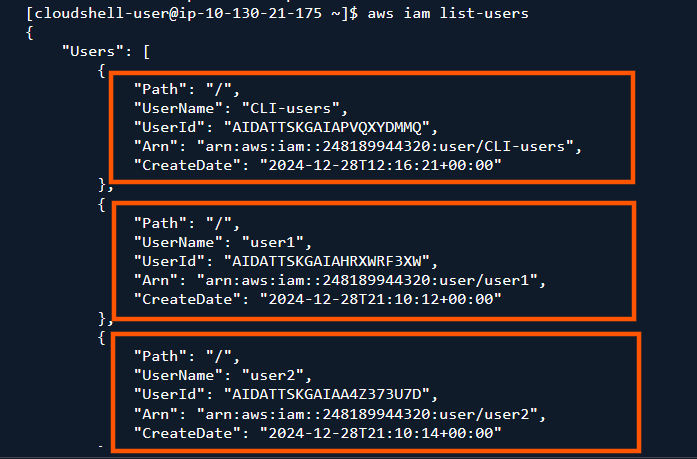 [cloudshell-user@ip-10-130-21-175 ~]$ aws iam list-users
{
    "Users": [
        {
            "Path": "/",
            "UserName": "CLI-users",
            "UserId": "AIDATTSKGAIAPVQXYDMMQ",
            "Arn": "arn:aws:iam::248189944320:user/CLI-users",
            "CreateDate": "2024-12-28T12:16:21+00:00"
        },
        {
            "Path": "/",
            "UserName": "user1",
            "UserId": "AIDATTSKGAIAHRXWRF3XW",
            "Arn": "arn:aws:iam::248189944320:user/user1",
            "CreateDate": "2024-12-28T21:10:12+00:00"
        },
        {
            "Path": "/",
            "UserName": "user2",
            "UserId": "AIDATTSKGAIAA4Z373U7D",
            "Arn": "arn:aws:iam::248189944320:user/user2",
            "CreateDate": "2024-12-28T21:10:14+00:00"